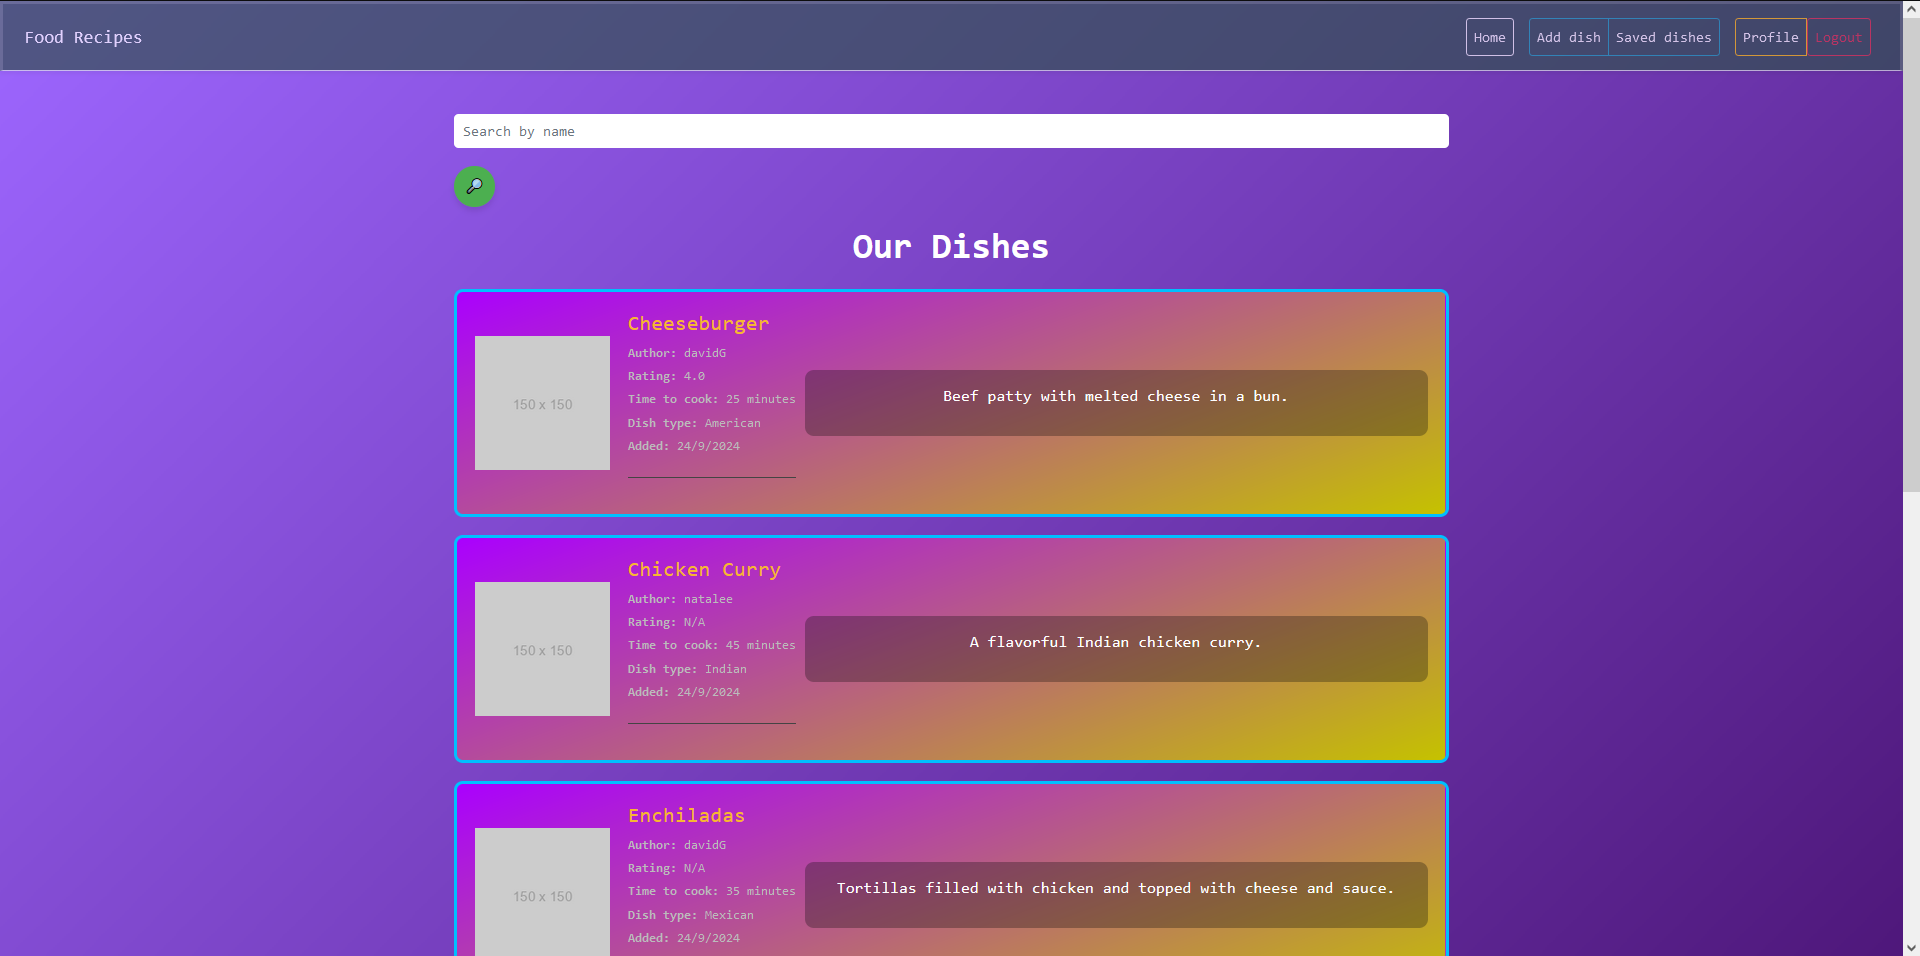 Food Recipes
Home
Add dish
Saved dishes
Profile
Logout
Search by name
Our Dishes
150 x 150
Cheeseburger
Author: davidG
Rating: 4.0
Time to cook: 25 minutes
Dish type: American
Added: 24/9/2024
Beef patty with melted cheese in a bun.
150 x 150
Chicken Curry
Author: natalee
Rating: N/A
Time to cook: 45 minutes
Dish type: Indian
Added: 24/9/2024
A flavorful Indian chicken curry.
150 x 150
Enchiladas
Author: davidG
Rating: N/A
Time to cook: 35 minutes
Dish type: Mexican
Added: 24/9/2024
Tortillas filled with chicken and topped with cheese and sauce.